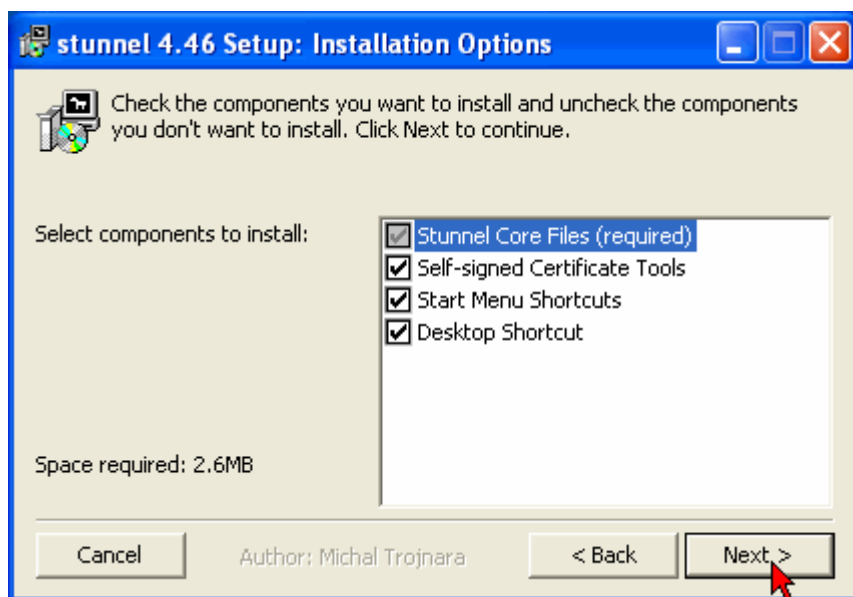 stunnel 4.46 Setup: Installation Options
Check the components you want to install and uncheck the components
you don't want to install. Click Next to continue.
Select components to install:
Stunnel Core Files (required)
Self-signed Certificate Tools
Start Menu Shortcuts
Desktop Shortcut
Space required: 2.6MB
Cancel
Author: Michal Trojnara
< Back
Next >